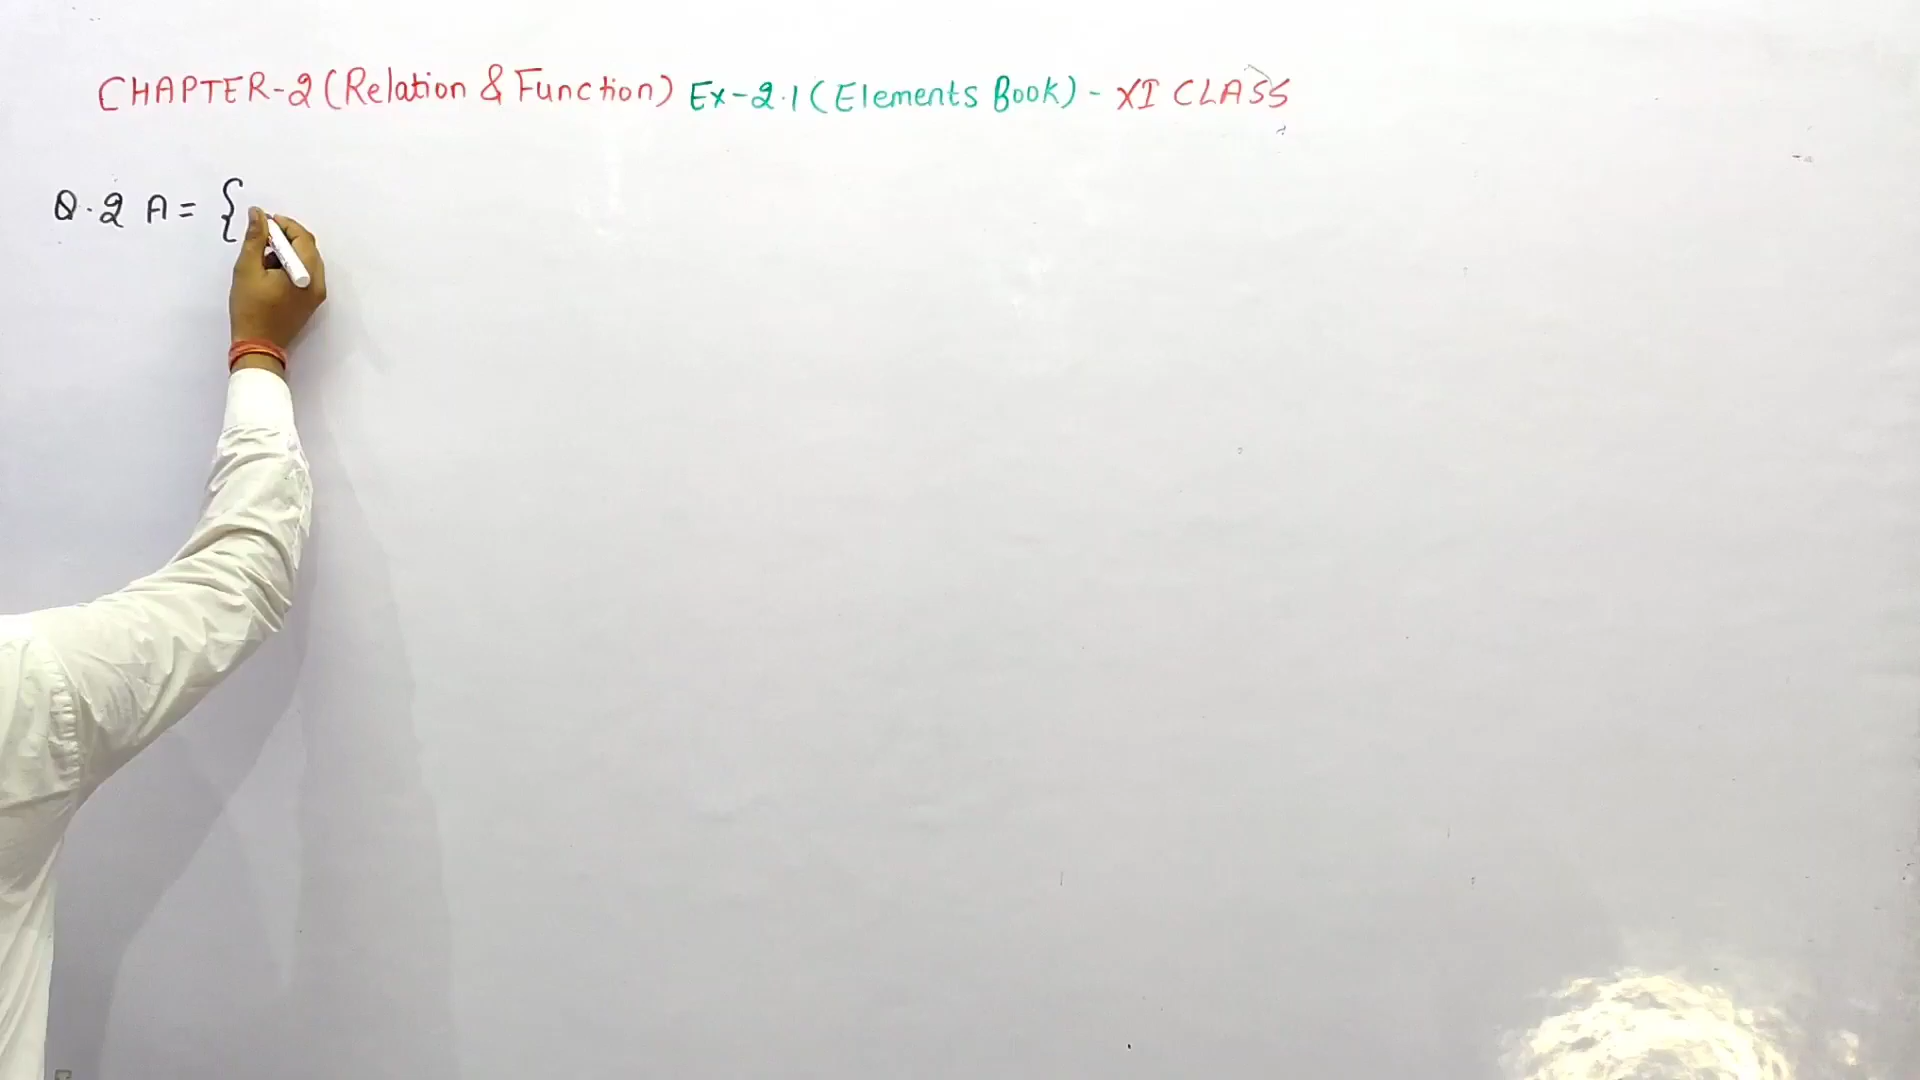 CHAPTER-2 (Relation & Function) Ex-2.1 (Elements Book) - XI CLASS
Q.2 A = {